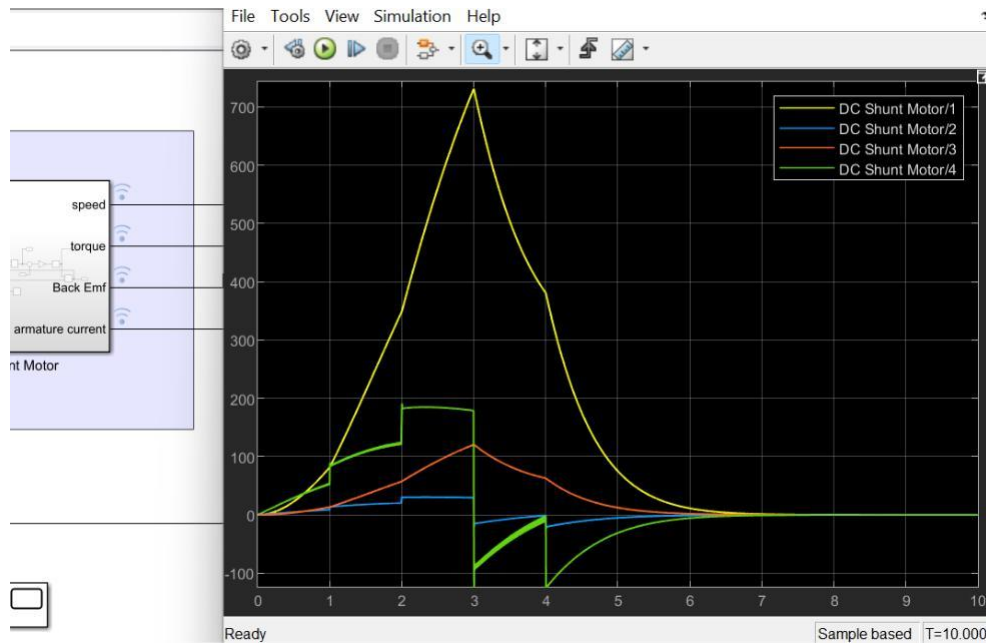 File Tools View Simulation Help
speed
torque
Back Emf
armature current
nt Motor
DC Shunt Motor/1
DC Shunt Motor/2
DC Shunt Motor/3
DC Shunt Motor/4
700
600
500
400
300
200
100
0
-100
0 1 2 3 4 5 6 7 8 9 10
Ready Sample based T=10.000